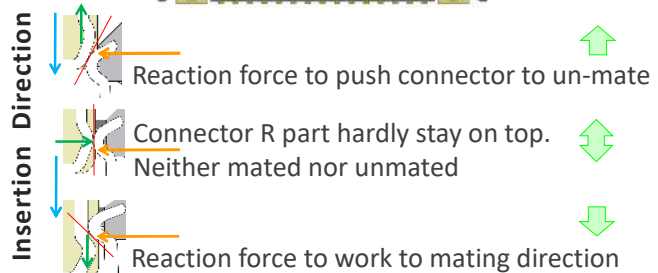 Insertion Direction
Reaction force to push connector to un-mate
Connector R part hardly stay on top.
Neither mated nor unmated
Reaction force to work to mating direction